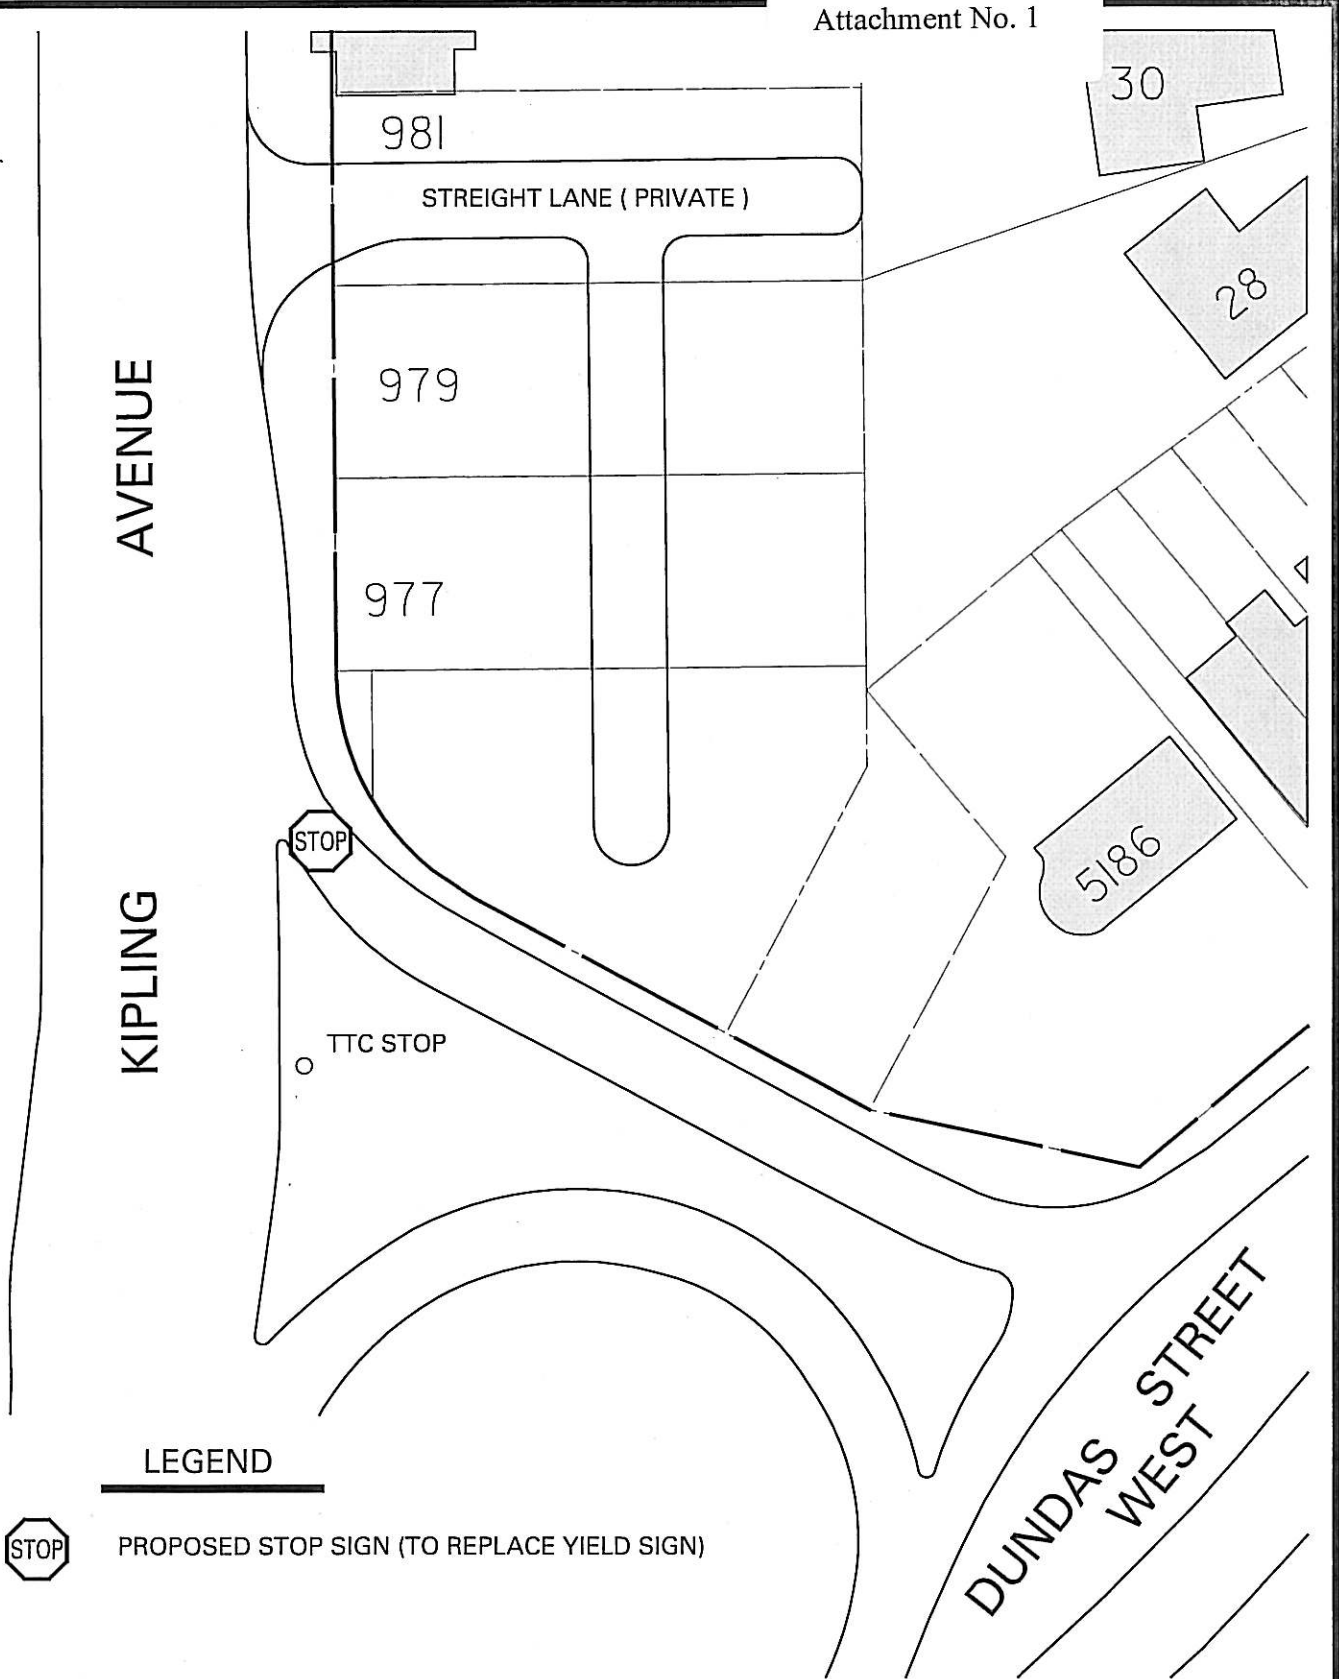 Attachment No. 1
30
981
STREIGHT LANE ( PRIVATE )
28
979
AVENUE
977
STOP
5186
KIPLING
TTC STOP
DUNDAS STREET
WEST
LEGEND
STOP PROPOSED STOP SIGN (TO REPLACE YIELD SIGN)